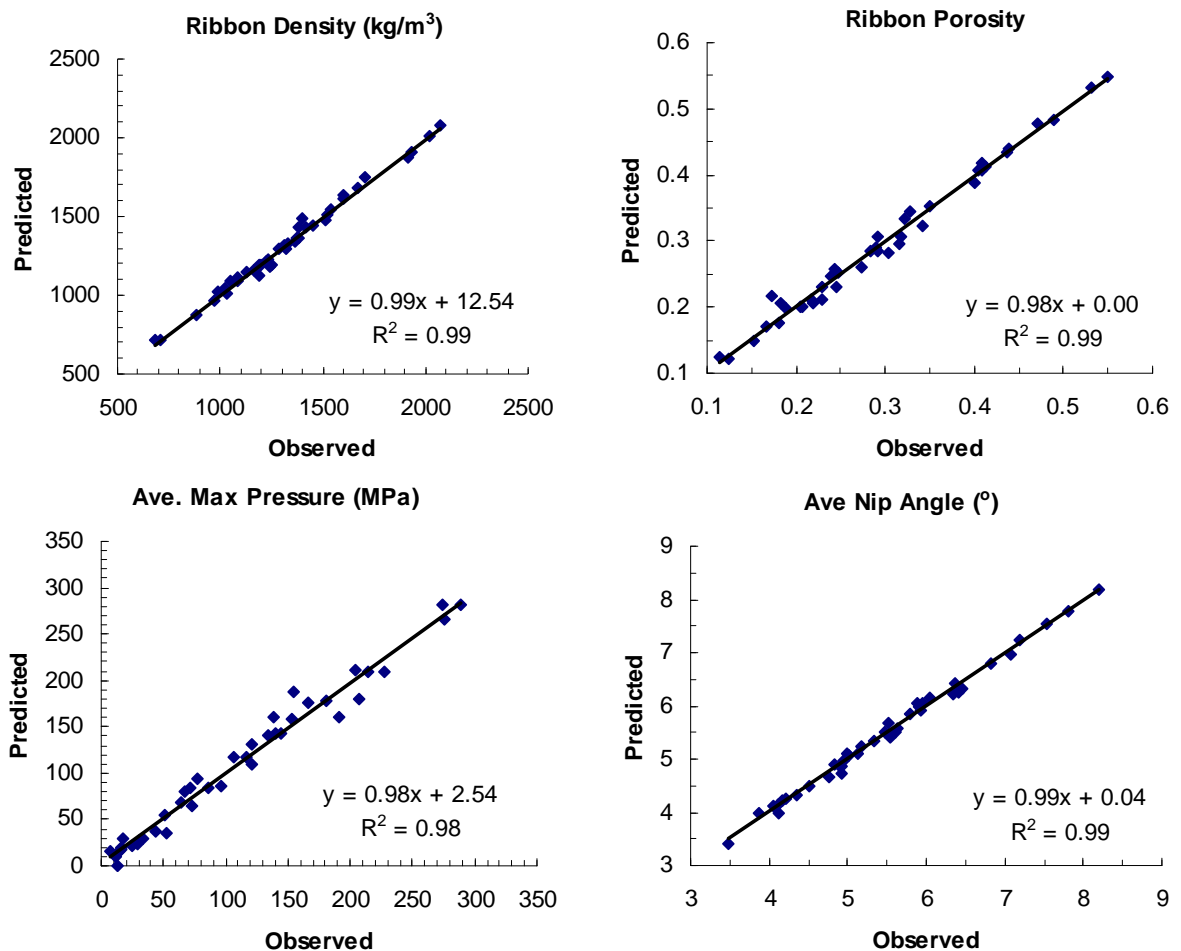 Ribbon Density (kg/m³)
2500
2000
1500
1000
500
Predicted
y = 0.99x + 12.54
R² = 0.99
500 1000 1500 2000 2500
Observed
Ribbon Porosity
0.6
0.5
0.4
0.3
0.2
0.1
Predicted
y = 0.98x + 0.00
R² = 0.99
0.1 0.2 0.3 0.4 0.5 0.6
Observed
Ave. Max Pressure (MPa)
350
300
250
200
150
100
50
0
Predicted
y = 0.98x + 2.54
R² = 0.98
0 50 100 150 200 250 300 350
Observed
Ave Nip Angle (º)
9
8
7
6
5
4
3
Predicted
y = 0.99x + 0.04
R² = 0.99
3 4 5 6 7 8 9
Observed